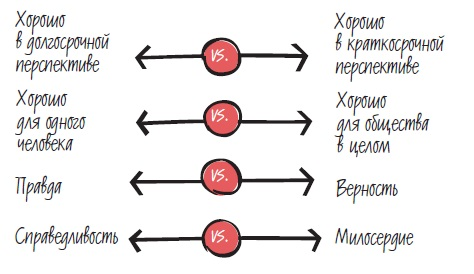 Хорошо
в долгосрочной
перспективе
VS.
Хорошо
в краткосрочной
перспективе
Хорошо
для одного
человека
VS.
Хорошо
для общества
в целом
Правда
VS.
Верность
Справедливость
VS.
Милосердие